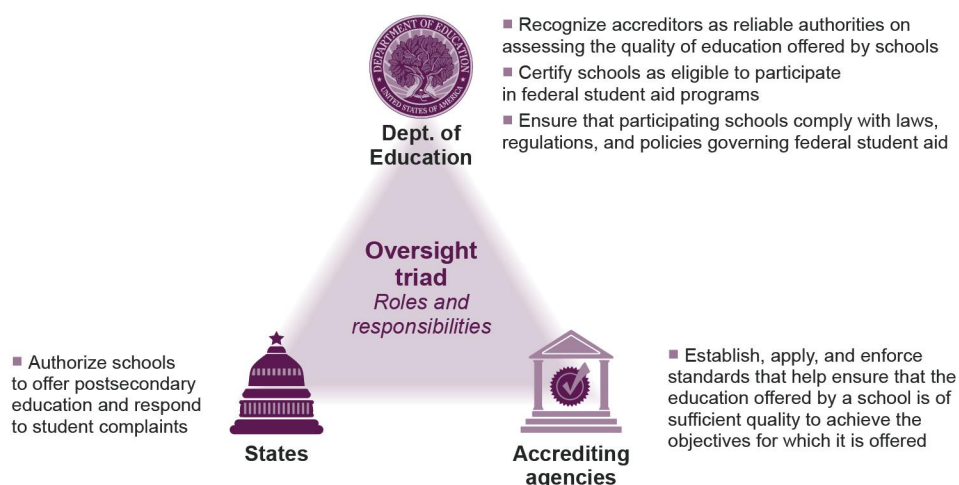 DEPARTMENT OF EDUCATION
UNITED STATES OF AMERICA
Dept. of
Education
■ Recognize accreditors as reliable authorities on
assessing the quality of education offered by schools
■ Certify schools as eligible to participate
in federal student aid programs
■ Ensure that participating schools comply with laws,
regulations, and policies governing federal student aid
Oversight
triad
Roles and
responsibilities
■ Authorize schools
to offer postsecondary
education and respond
to student complaints
States
Accrediting
agencies
■ Establish, apply, and enforce
standards that help ensure that the
education offered by a school is of
sufficient quality to achieve the
objectives for which it is offered